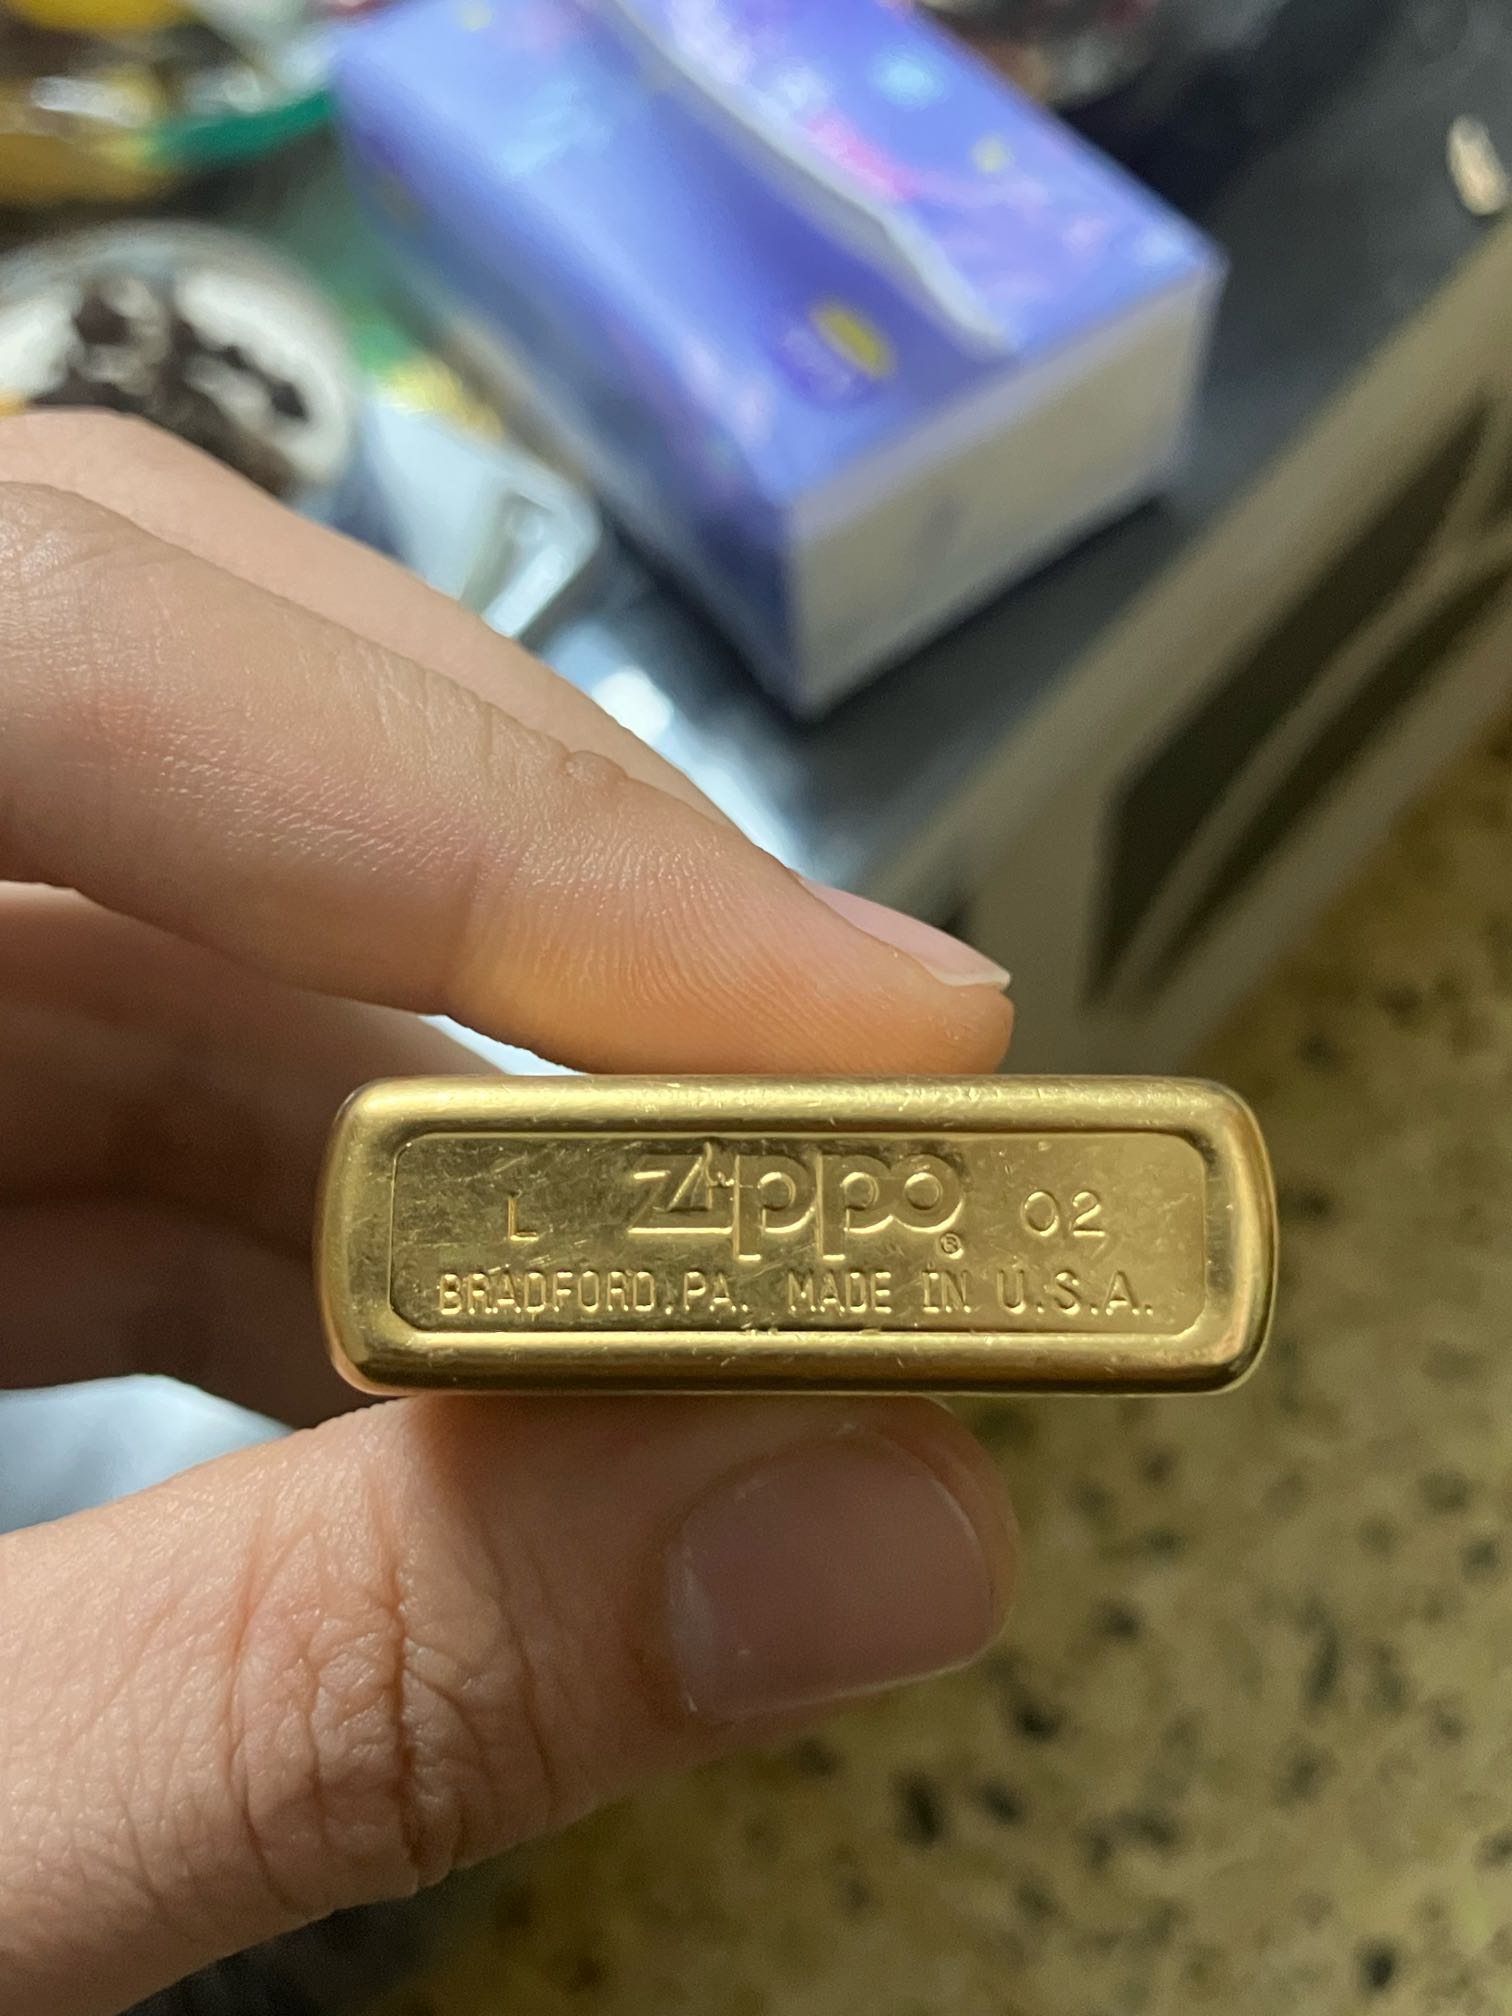 L zippo® 02
BRADFORD,PA. MADE IN U.S.A.